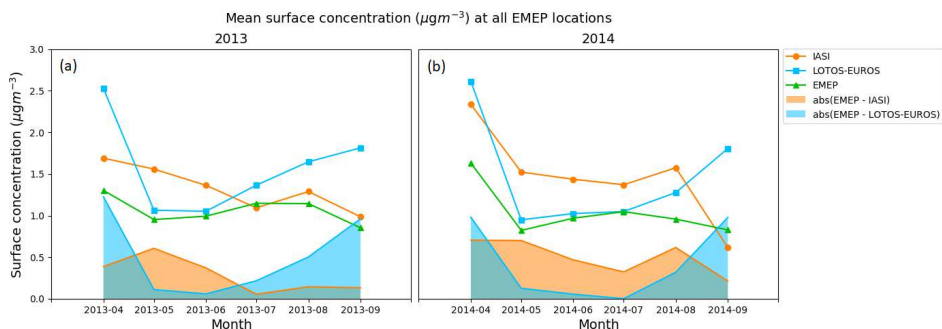 Mean surface concentration (μgm⁻³) at all EMEP locations
2013
2014
(a)
(b)
Surface concentration (μgm⁻³)
3.0
2.5
2.0
1.5
1.0
0.5
0.0
2013-04 2013-05 2013-06 2013-07 2013-08 2013-09
2014-04 2014-05 2014-06 2014-07 2014-08 2014-09
Month
Month
IASI
LOTOS-EUROS
EMEP
abs(EMEP - IASI)
abs(EMEP - LOTOS-EUROS)